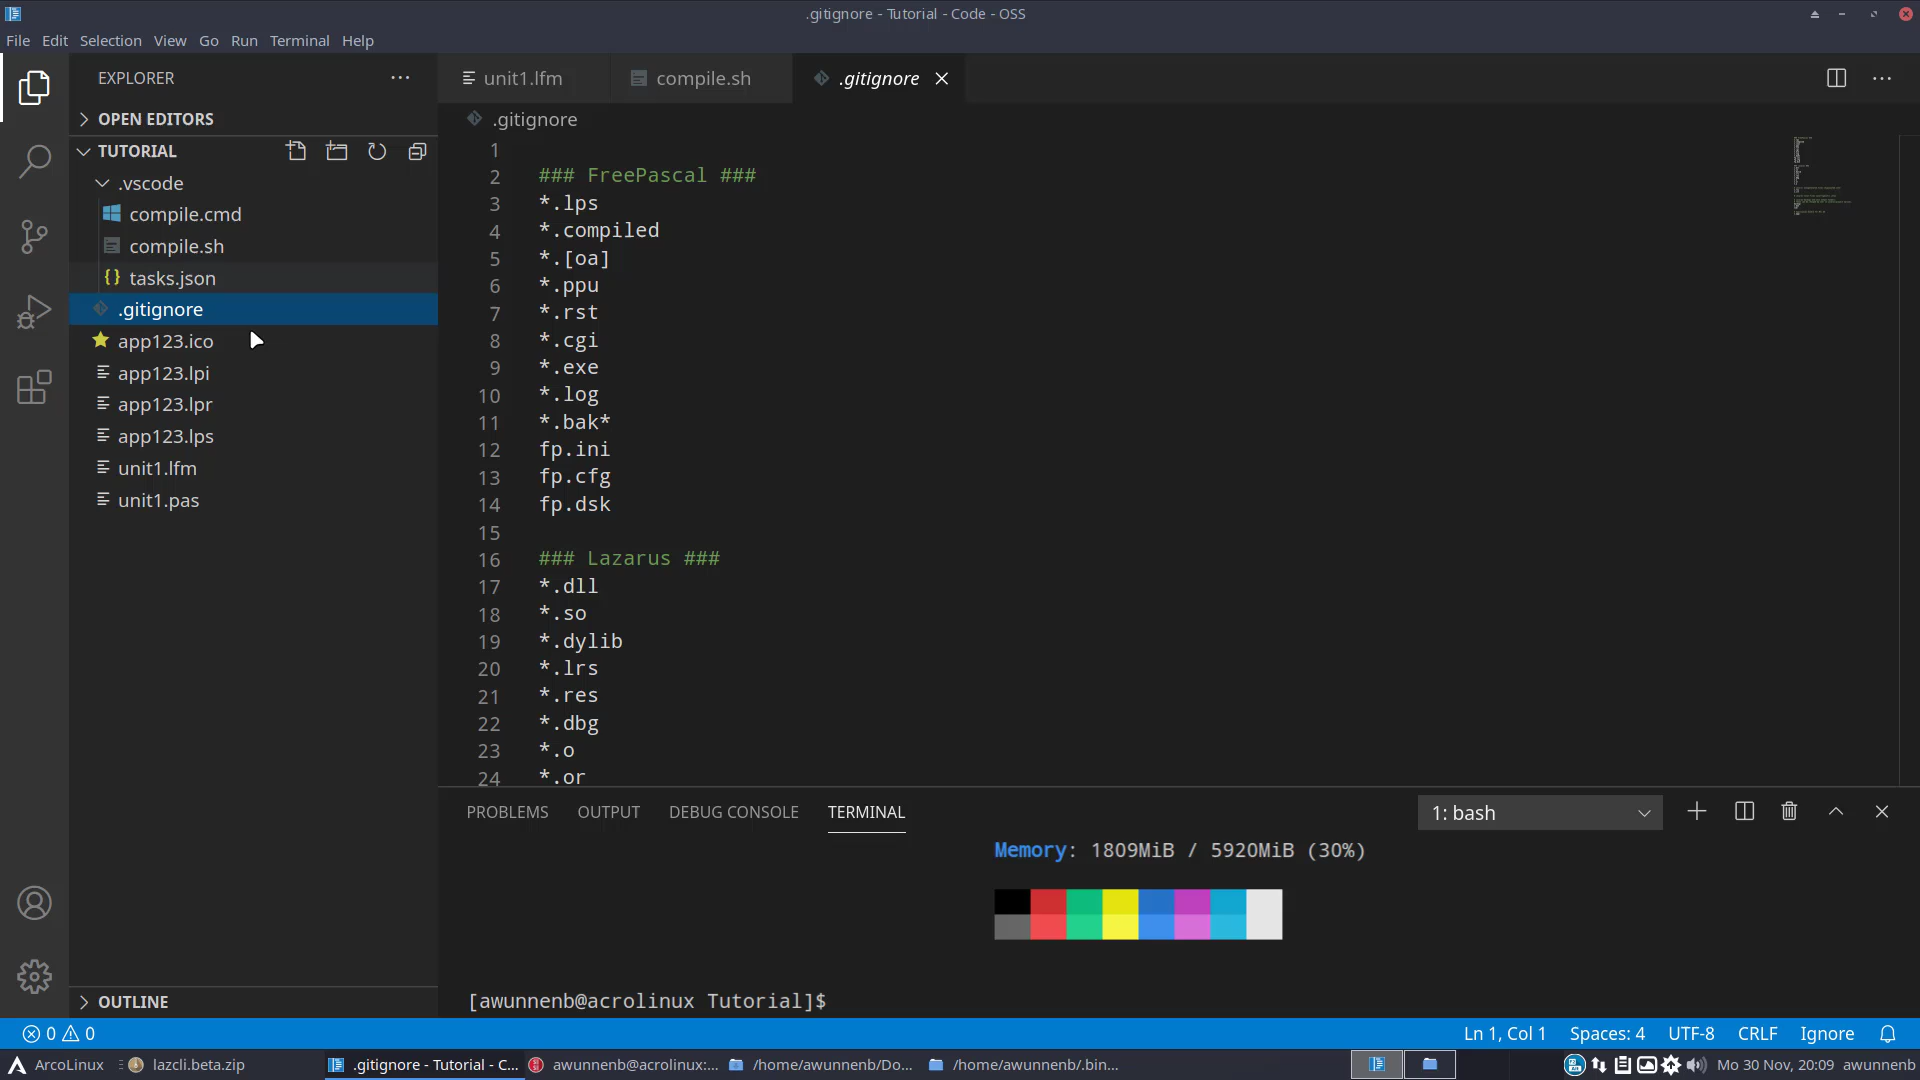 .gitignore - Tutorial - Code - OSS
File Edit Selection View Go Run Terminal Help
EXPLORER
OPEN EDITORS
TUTORIAL
.vscode
compile.cmd
compile.sh
tasks.json
.gitignore
app123.ico
app123.lpi
app123.lpr
app123.lps
unit1.lfm
unit1.pas
OUTLINE
unit1.lfm compile.sh .gitignore
.gitignore
1
2 ### FreePascal ###
3 *.lps
4 *.compiled
5 *.[oa]
6 *.ppu
7 *.rst
8 *.cgi
9 *.exe
10 *.log
11 *.bak*
12 fp.ini
13 fp.cfg
14 fp.dsk
15
16 ### Lazarus ###
17 *.dll
18 *.so
19 *.dylib
20 *.lrs
21 *.res
22 *.dbg
23 *.o
24 *.or
PROBLEMS OUTPUT DEBUG CONSOLE TERMINAL 1: bash
Memory: 1809MiB / 5920MiB (30%)
[awunnenb@acrolinux Tutorial]$
0 0 Ln 1, Col 1 Spaces: 4 UTF-8 CRLF Ignore
ArcoLinux lazcli.beta.zip .gitignore - Tutorial - C... awunnenb@acrolinux:... /home/awunnenb/Do... /home/awunnenb/.bin... Mo 30 Nov, 20:09 awunnenb